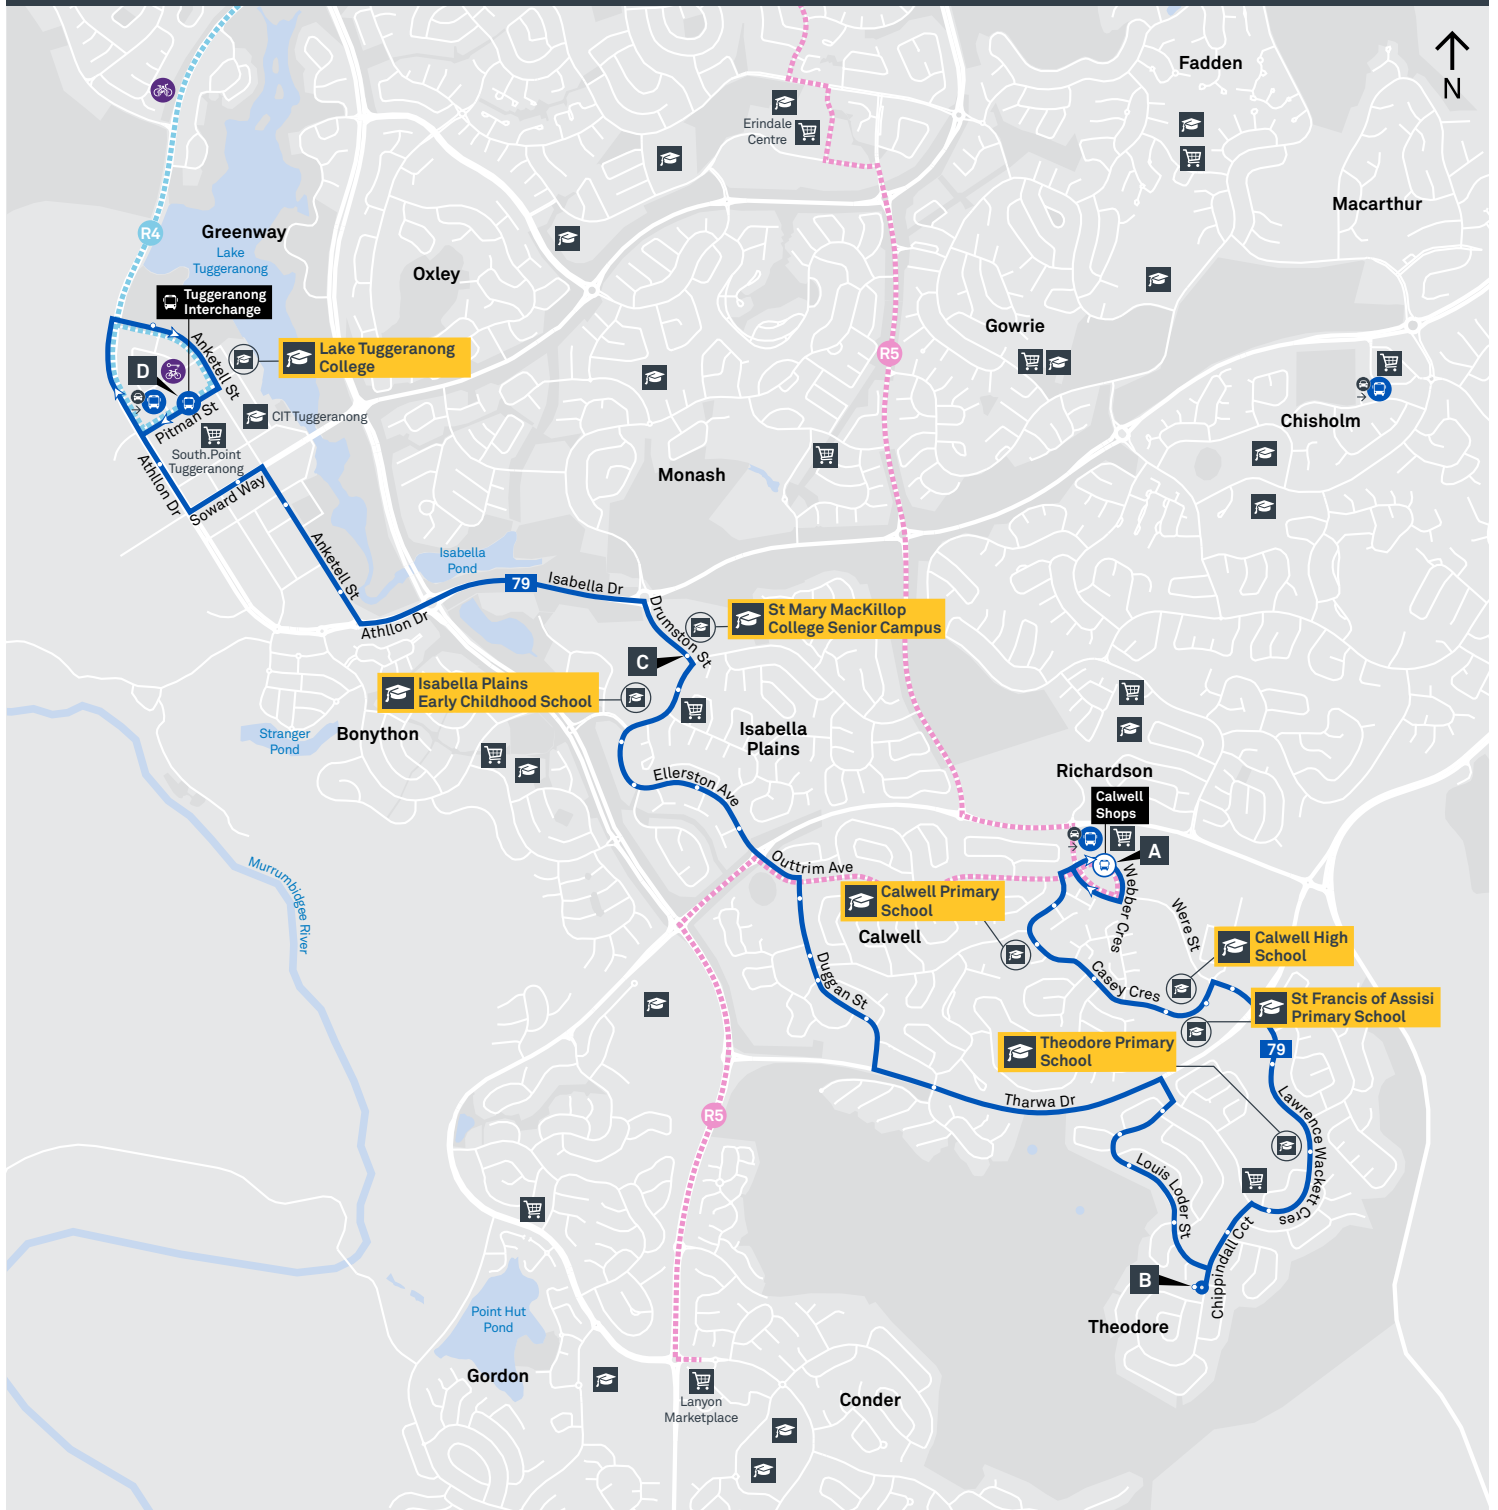 Fadden
N
Erindale
Centre
Macarthur
R4
Greenway
Lake
Tuggeranong
Oxley
Tuggeranong
Interchange
Gowrie
R5
Anketell St
Lake Tuggeranong
College
D
Pitman St
CIT Tuggeranong
Chisholm
South.Point
Tuggeranong
Monash
Athllon Dr
Soward Way
Anketell St
Isabella
Pond
79
Isabella Dr
Athllon Dr
Drumston St
St Mary MacKillop
College Senior Campus
C
Isabella Plains
Early Childhood School
Stranger
Pond
Bonython
Isabella
Plains
Richardson
Ellerston Ave
Calwell
Shops
A
Outtrim Ave
Murrumbidgee River
Webber Cres
Calwell Primary
School
Calwell
Were St
Calwell High
School
Duggan St
Casey Cres
St Francis of Assisi
Primary School
Theodore Primary
School
79
Tharwa Dr
Lawrence Wackett Cres
R5
Louis Loder St
Chippindall Cct
B
Point Hut
Pond
Theodore
Gordon
Lanyon
Marketplace
Conder